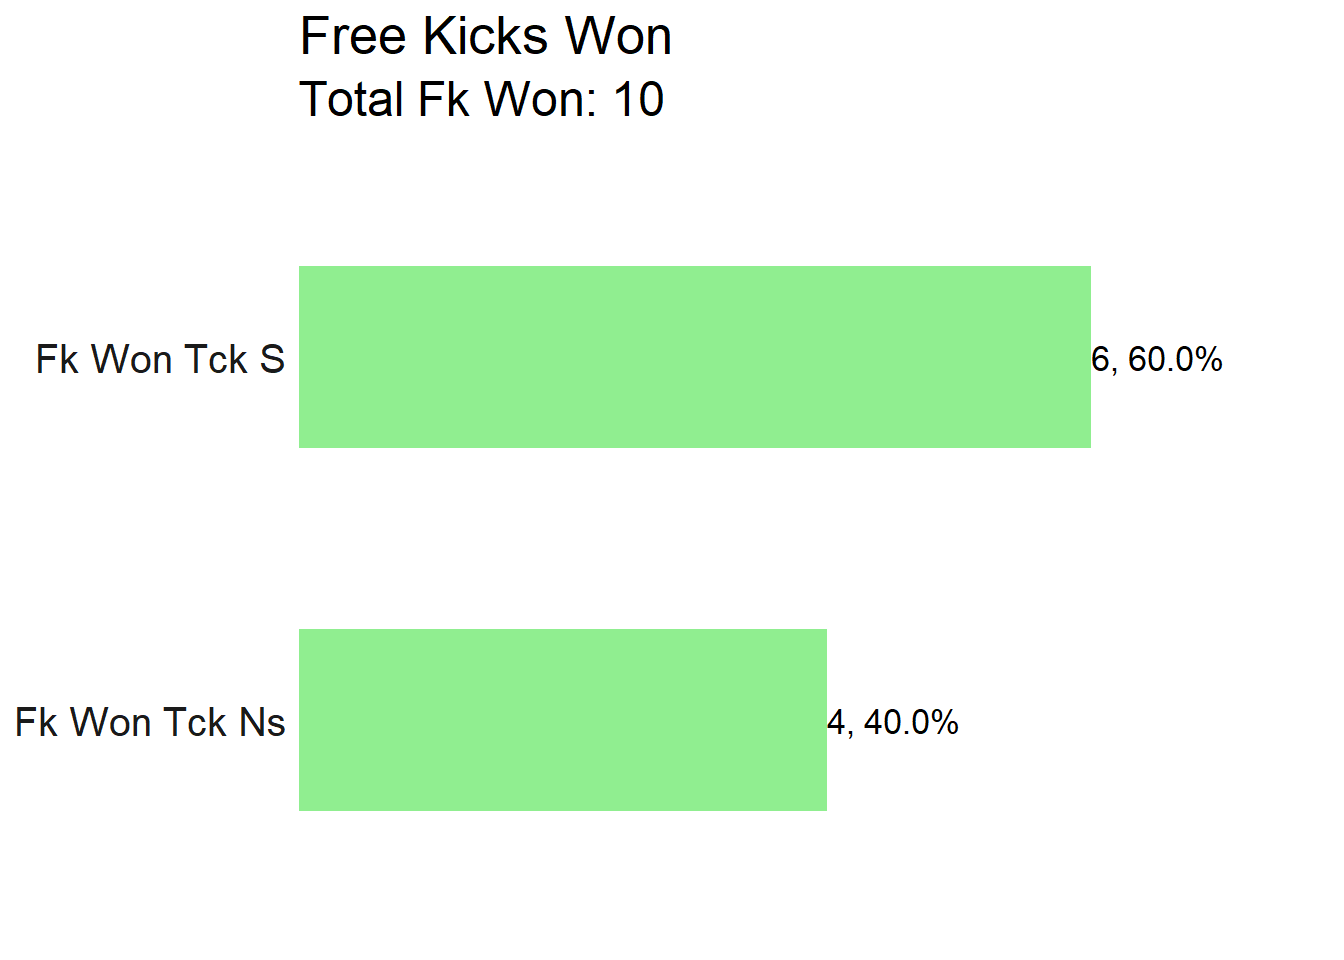 Free Kicks Won
Total Fk Won: 10
Fk Won Tck S
6, 60.0%
Fk Won Tck Ns
4, 40.0%